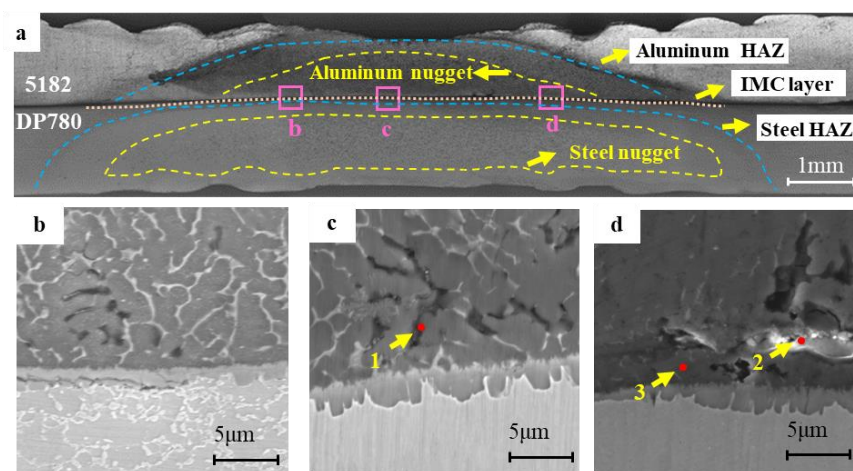 a
Aluminum HAZ
Aluminum nugget
5182
IMC layer
DP780
b
c
d
Steel HAZ
Steel nugget
1mm
b
c
d
1
2
3
5μm
5μm
5μm